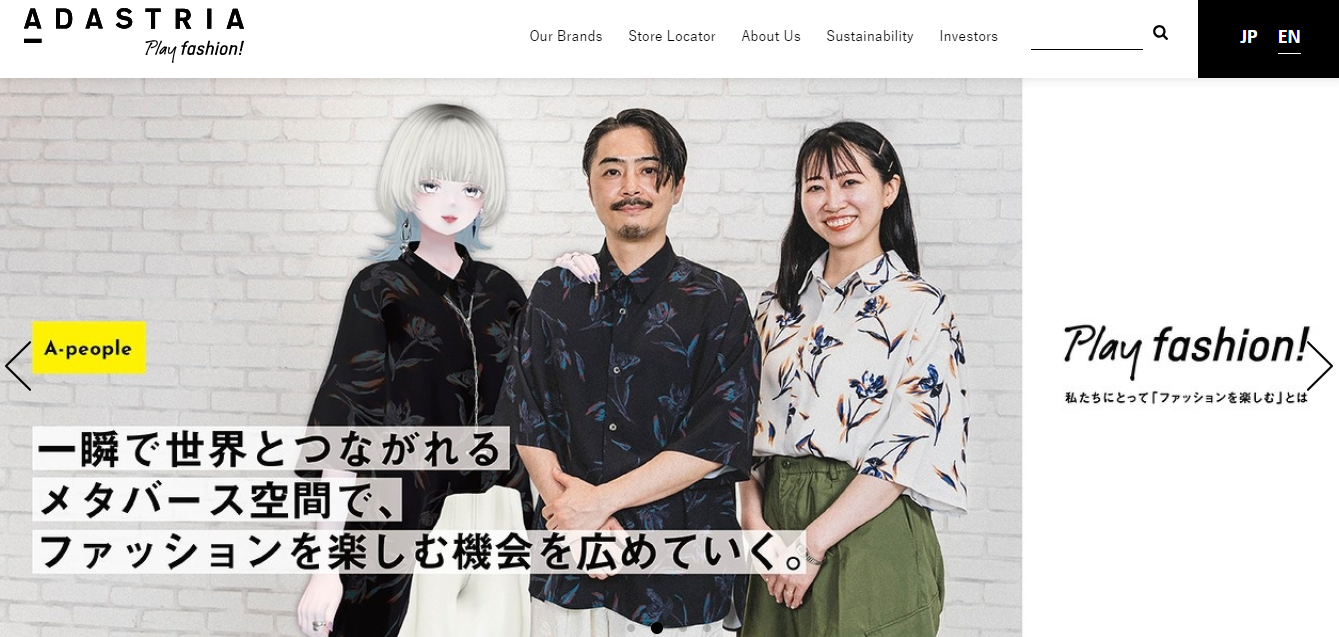 ADASTRIA
Play fashion!
Our Brands Store Locator About Us Sustainability Investors
JP EN
A-people
一瞬で世界とつながれる
メタバース空間で、
ファッションを楽しむ機会を広めていく。
Play fashion!
私たちにとって「ファッションを楽しむ」とは